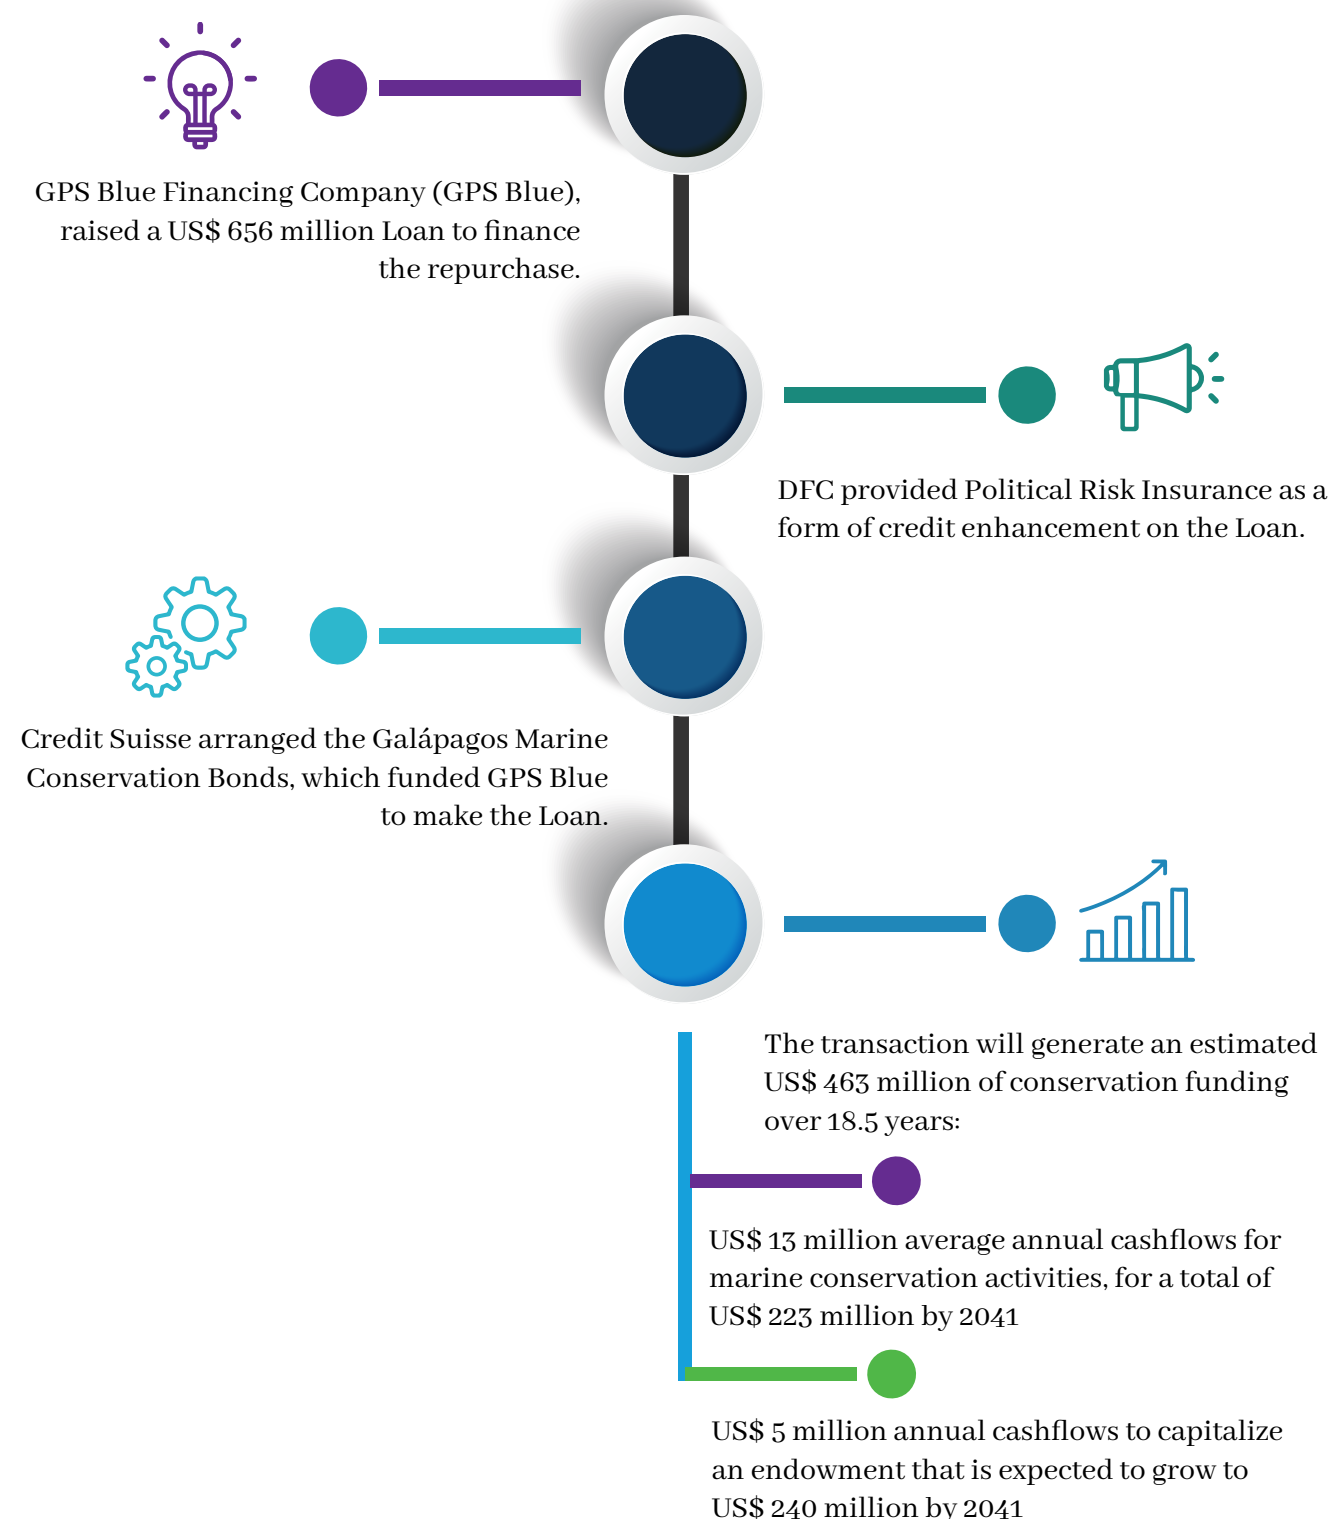 GPS Blue Financing Company (GPS Blue),
raised a US$ 656 million Loan to finance
the repurchase.
DFC provided Political Risk Insurance as a
form of credit enhancement on the Loan.
Credit Suisse arranged the Galápagos Marine
Conservation Bonds, which funded GPS Blue
to make the Loan.
The transaction will generate an estimated
US$ 463 million of conservation funding
over 18.5 years:
US$ 13 million average annual cashflows for
marine conservation activities, for a total of
US$ 223 million by 2041
US$ 5 million annual cashflows to capitalize
an endowment that is expected to grow to
US$ 240 million by 2041